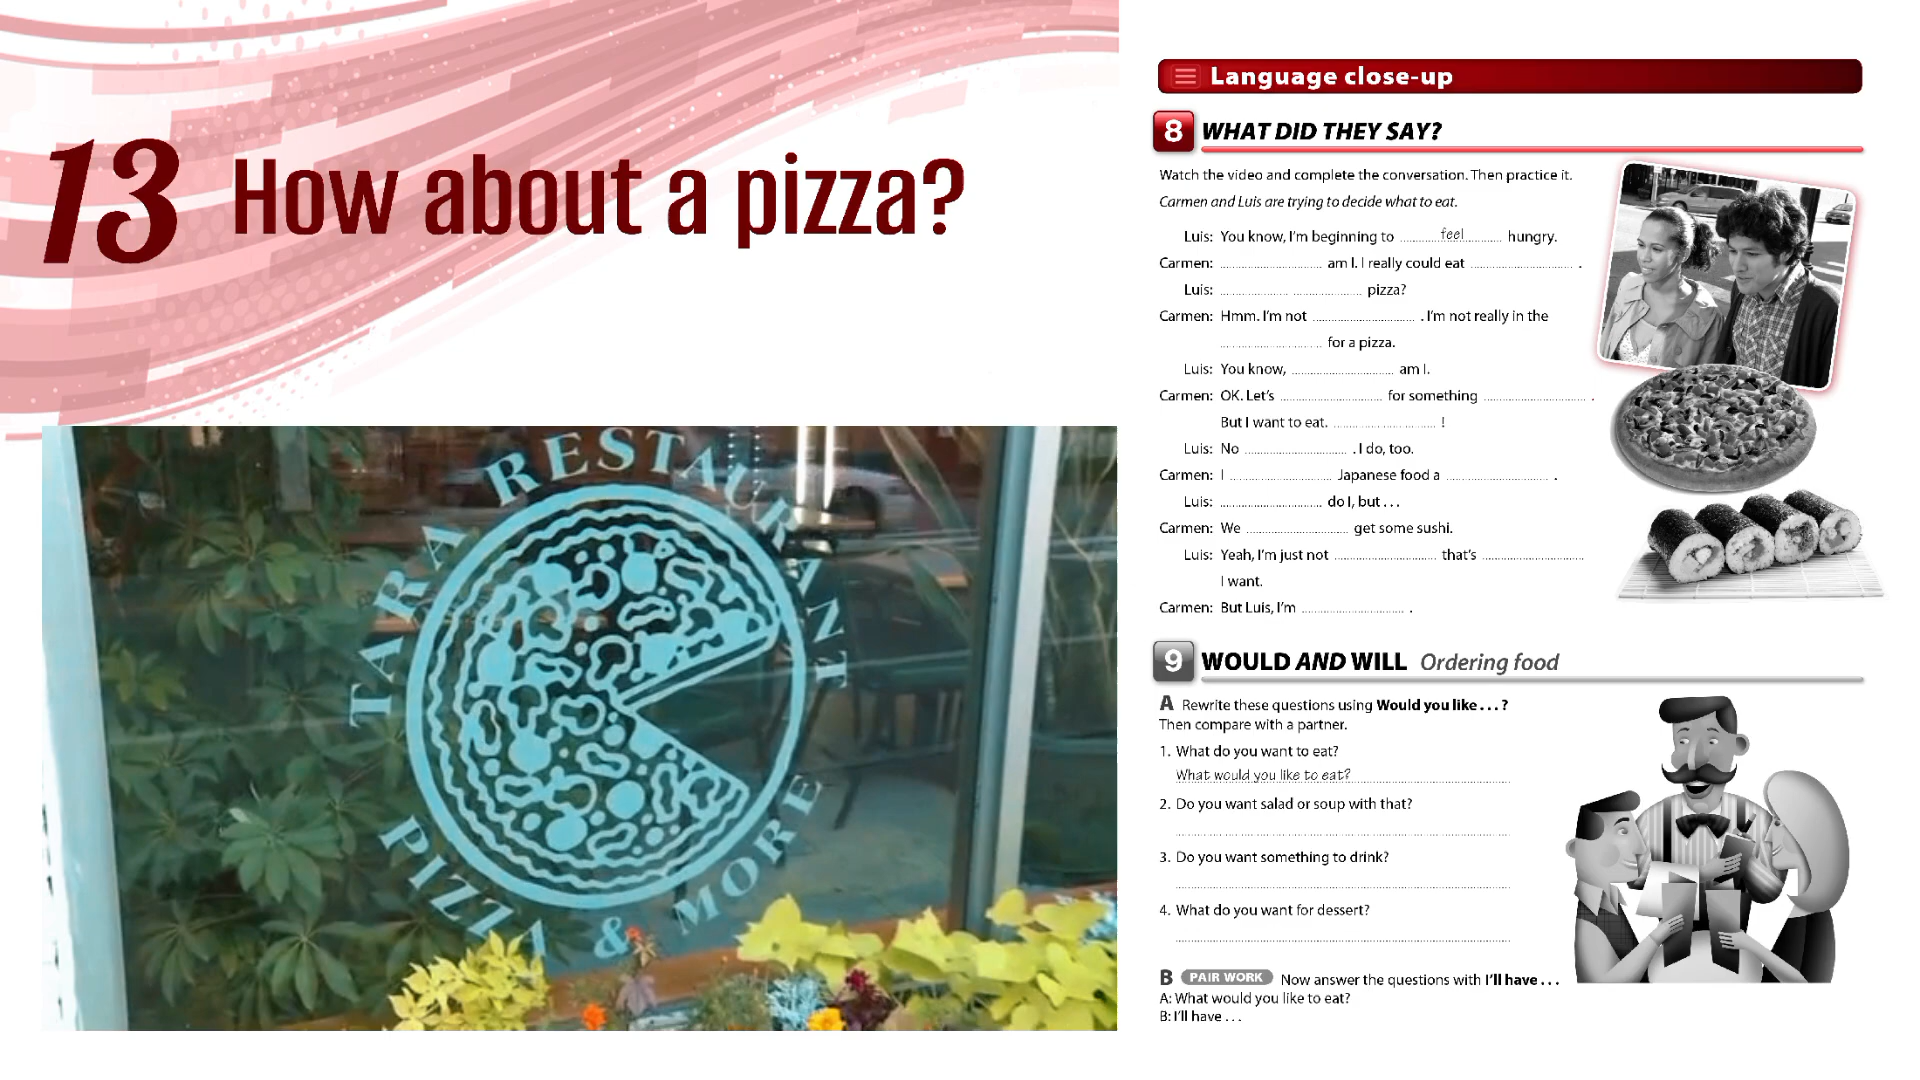 13 How about a pizza?
TARA RESTAURANT
PIZZA & MORE
Language close-up
8 WHAT DID THEY SAY?
Watch the video and complete the conversation. Then practice it.
Carmen and Luis are trying to decide what to eat.
Luis: You know, I'm beginning to feel hungry.
Carmen: am I. I really could eat .
Luis: pizza?
Carmen: Hmm. I'm not . I'm not really in the
for a pizza.
Luis: You know, am I.
Carmen: OK. Let's for something .
But I want to eat. !
Luis: No . I do, too.
Carmen: I Japanese food a .
Luis: do I, but . . .
Carmen: We get some sushi.
Luis: Yeah, I'm just not that's
I want.
Carmen: But Luis, I'm .
9 WOULD AND WILL Ordering food
A Rewrite these questions using Would you like . . . ?
Then compare with a partner.
1. What do you want to eat?
What would you like to eat?
2. Do you want salad or soup with that?
3. Do you want something to drink?
4. What do you want for dessert?
B PAIR WORK Now answer the questions with I'll have . . .
A: What would you like to eat?
B: I'll have . . .